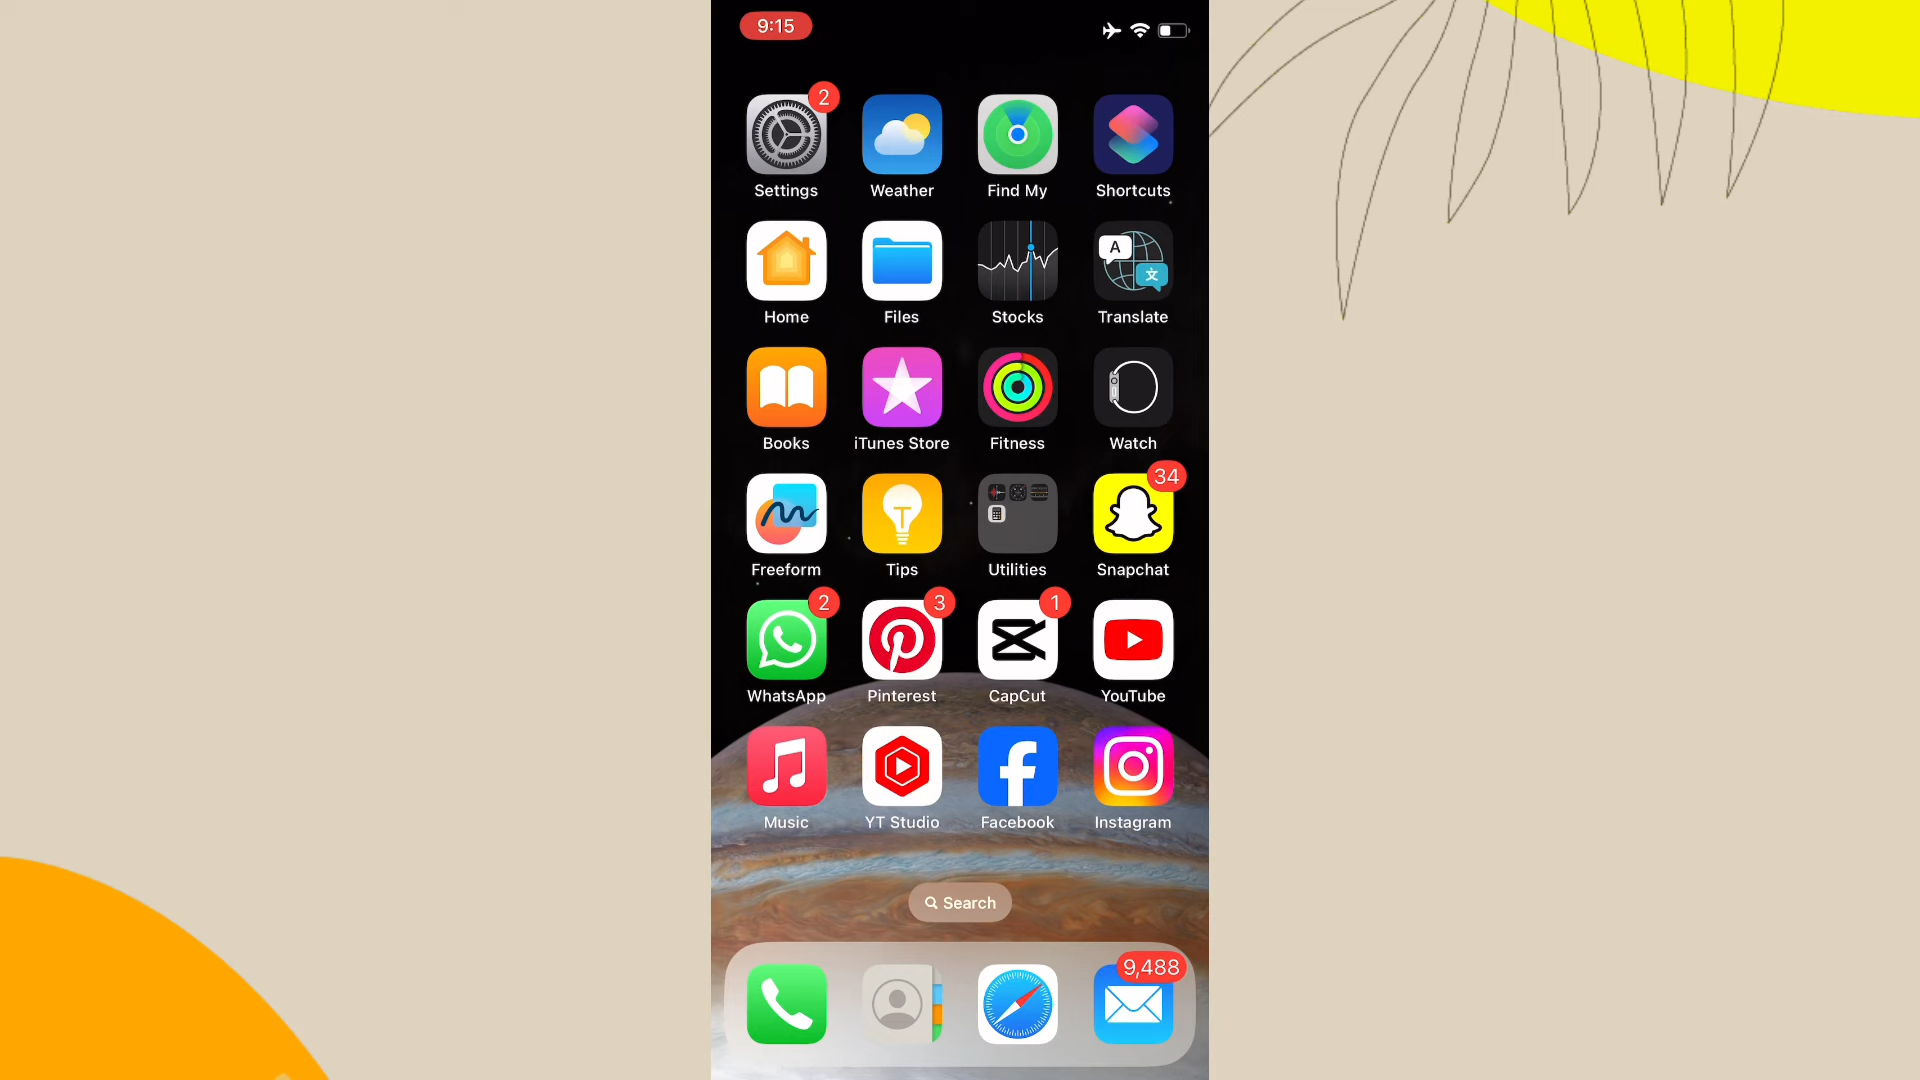 9:15
2
Settings Weather Find My Shortcuts
A
文
Home Files Stocks Translate
Books iTunes Store Fitness Watch
34
T
Freeform Tips Utilities Snapchat
2 3 1
WhatsApp Pinterest CapCut YouTube
Music YT Studio Facebook Instagram
Search
9,488